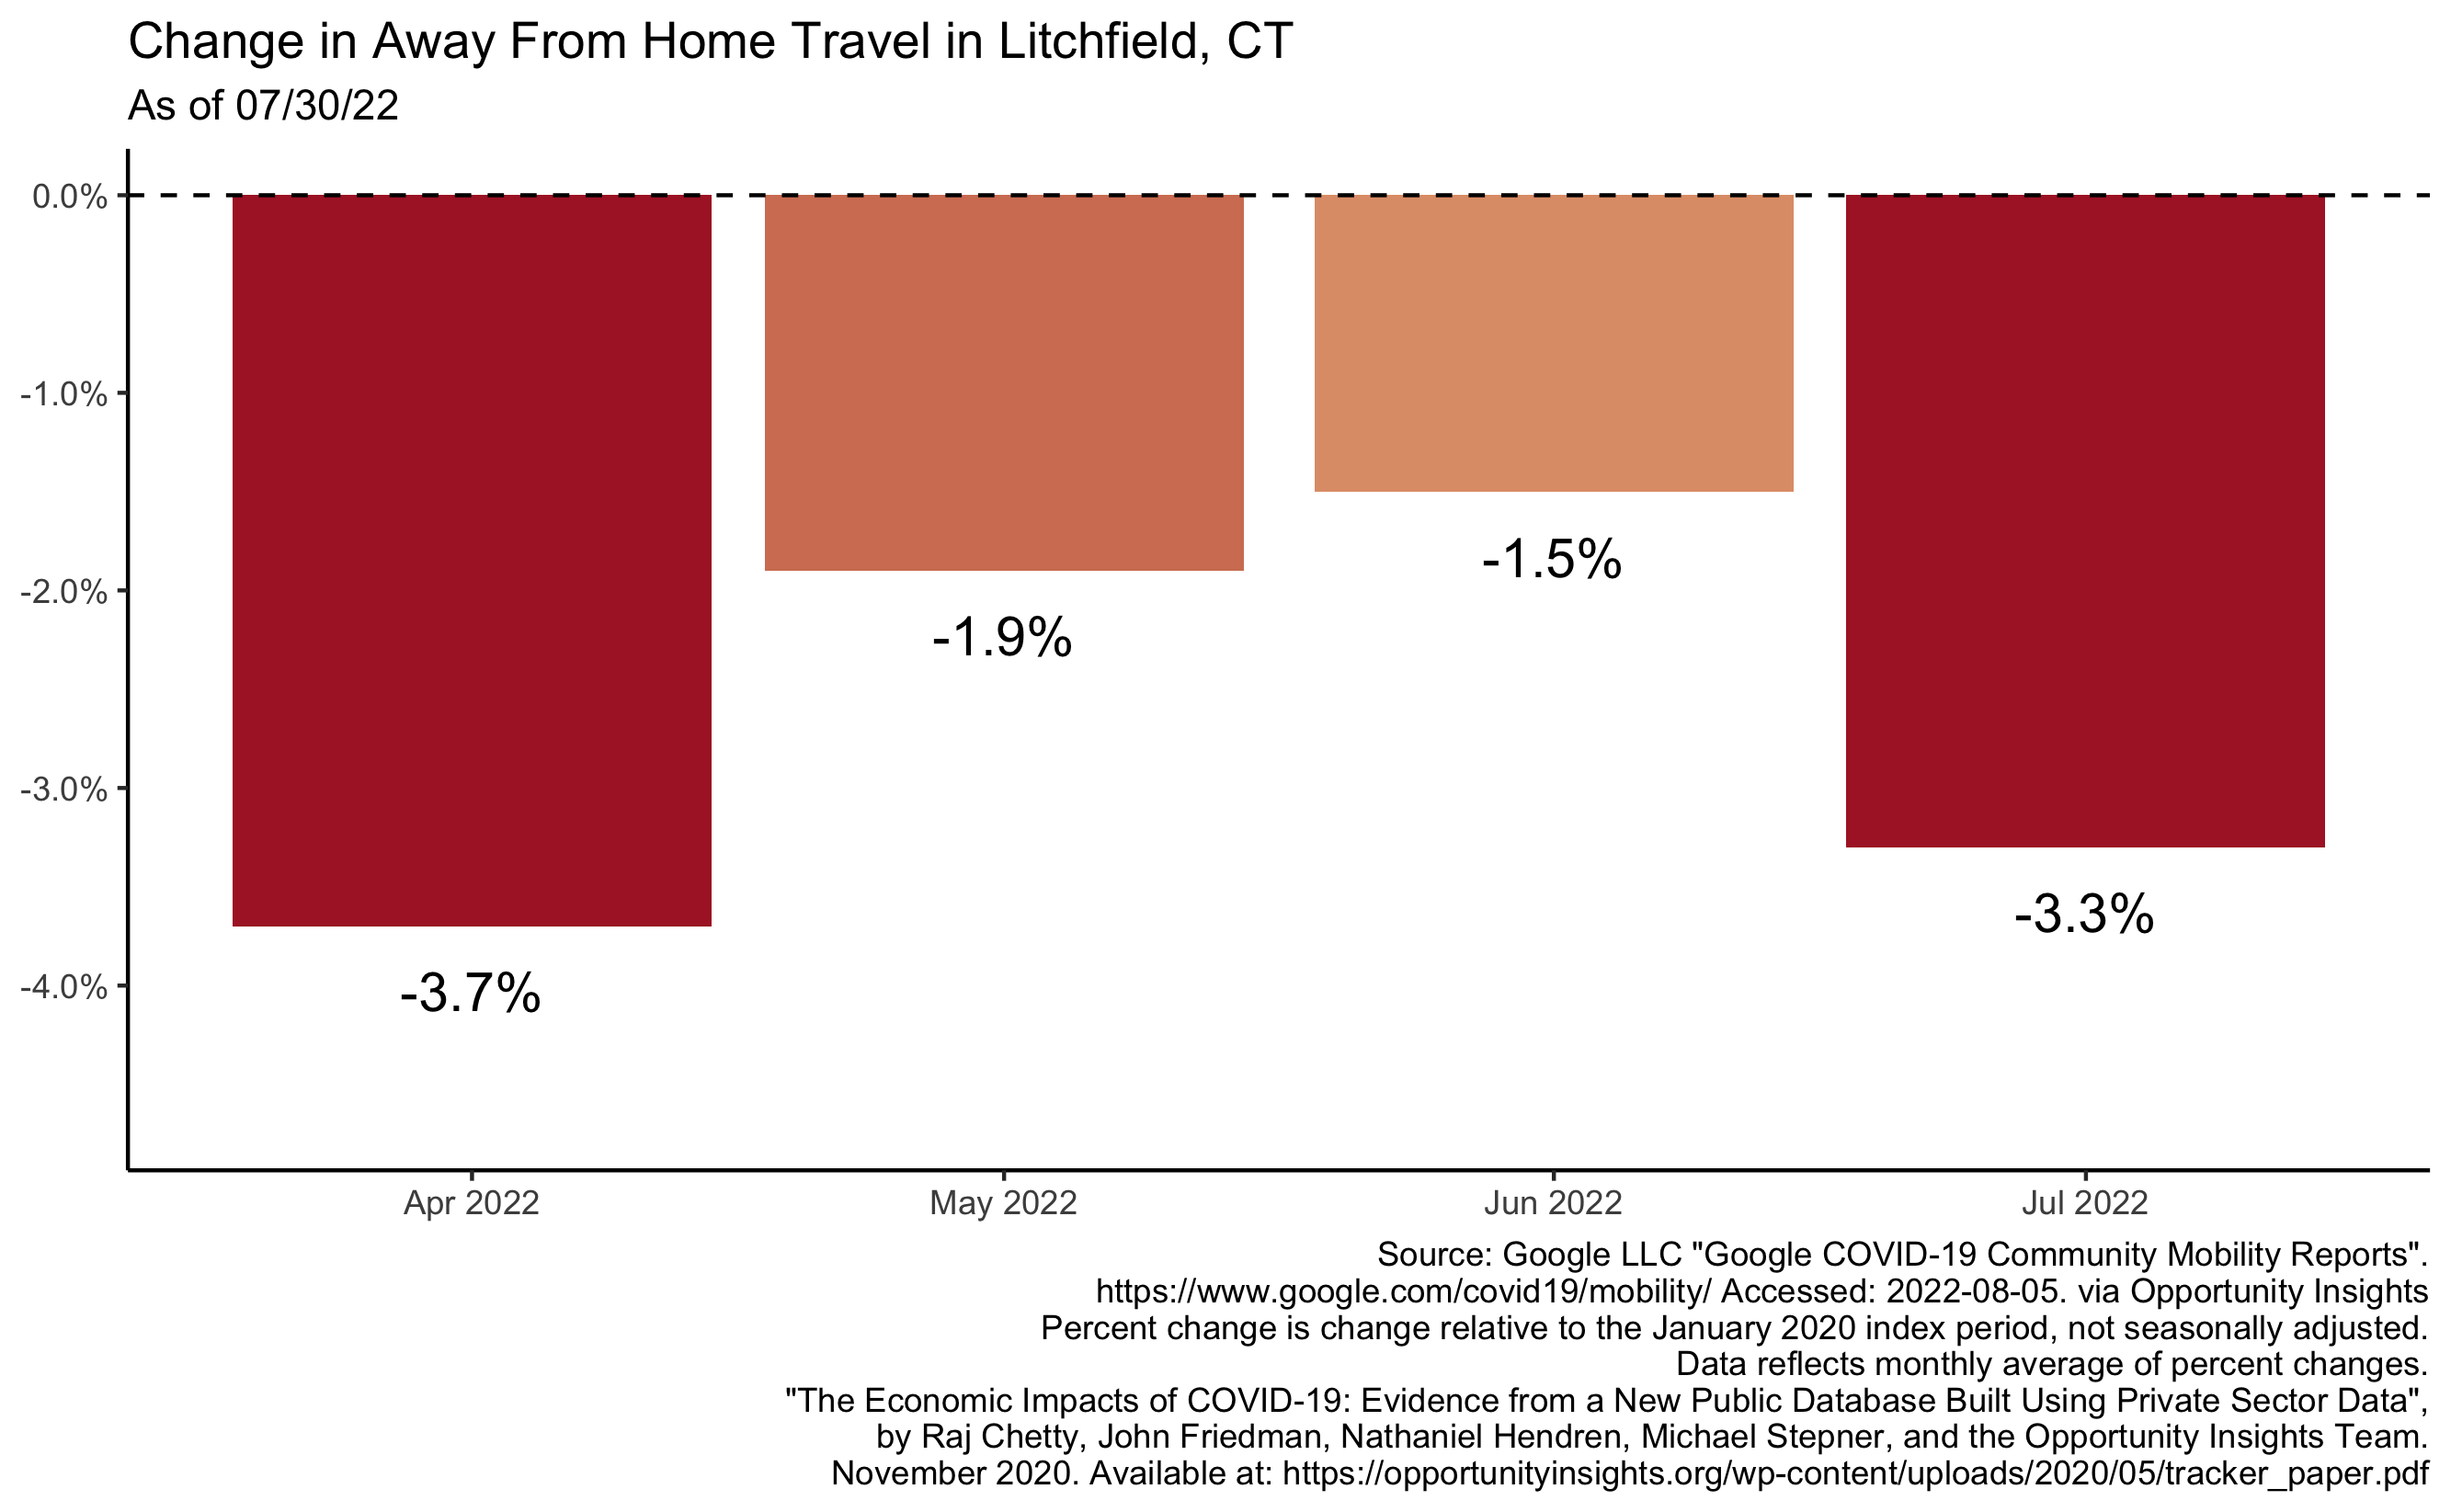 Change in Away From Home Travel in Litchfield, CT
As of 07/30/22
0.0%
-1.0%
-2.0%
-3.0%
-4.0%
-3.7%
-1.9%
-1.5%
-3.3%
Apr 2022
May 2022
Jun 2022
Jul 2022
Source: Google LLC "Google COVID-19 Community Mobility Reports".
https://www.google.com/covid19/mobility/ Accessed: 2022-08-05. via Opportunity Insights
Percent change is change relative to the January 2020 index period, not seasonally adjusted.
Data reflects monthly average of percent changes.
"The Economic Impacts of COVID-19: Evidence from a New Public Database Built Using Private Sector Data",
by Raj Chetty, John Friedman, Nathaniel Hendren, Michael Stepner, and the Opportunity Insights Team.
November 2020. Available at: https://opportunityinsights.org/wp-content/uploads/2020/05/tracker_paper.pdf